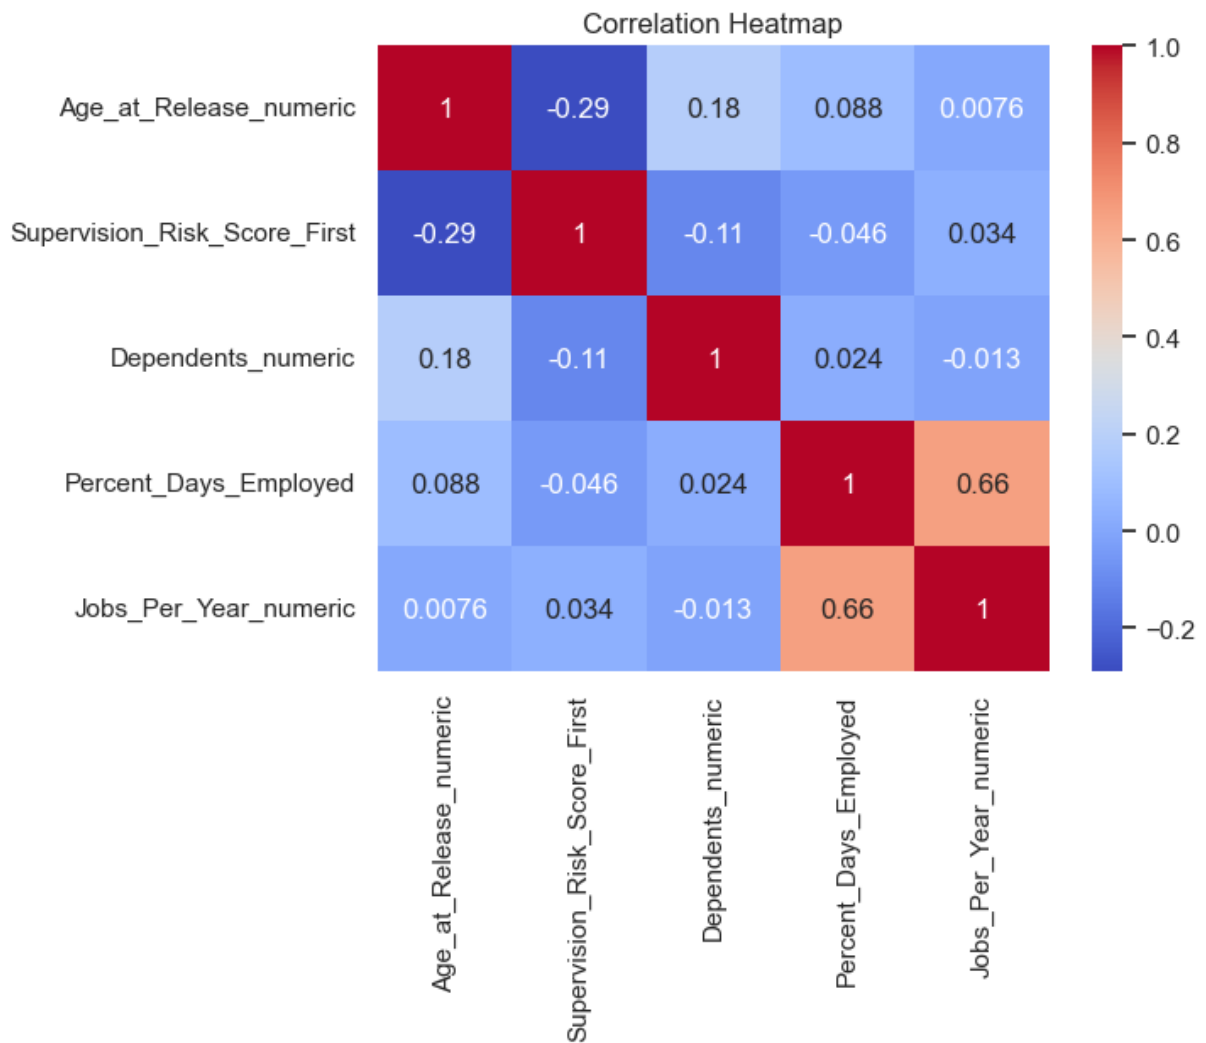 Correlation Heatmap
Age_at_Release_numeric 1 -0.29 0.18 0.088 0.0076
Supervision_Risk_Score_First -0.29 1 -0.11 -0.046 0.034
Dependents_numeric 0.18 -0.11 1 0.024 -0.013
Percent_Days_Employed 0.088 -0.046 0.024 1 0.66
Jobs_Per_Year_numeric 0.0076 0.034 -0.013 0.66 1
Age_at_Release_numeric
Supervision_Risk_Score_First
Dependents_numeric
Percent_Days_Employed
Jobs_Per_Year_numeric
1.0
0.8
0.6
0.4
0.2
0.0
−0.2